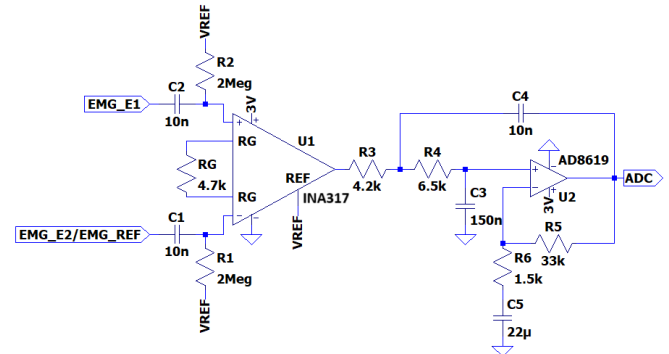 VREF
R2
2Meg
C2
EMG_E1
10n
3V
U1
RG
RG
4.7k
RG
REF
INA317
VREF
C1
EMG_E2/EMG_REF
10n
R1
2Meg
VREF
R3
4.2k
R4
6.5k
C4
10n
C3
150n
AD8619
U2
3V
ADC
R5
33k
R6
1.5k
C5
22µ